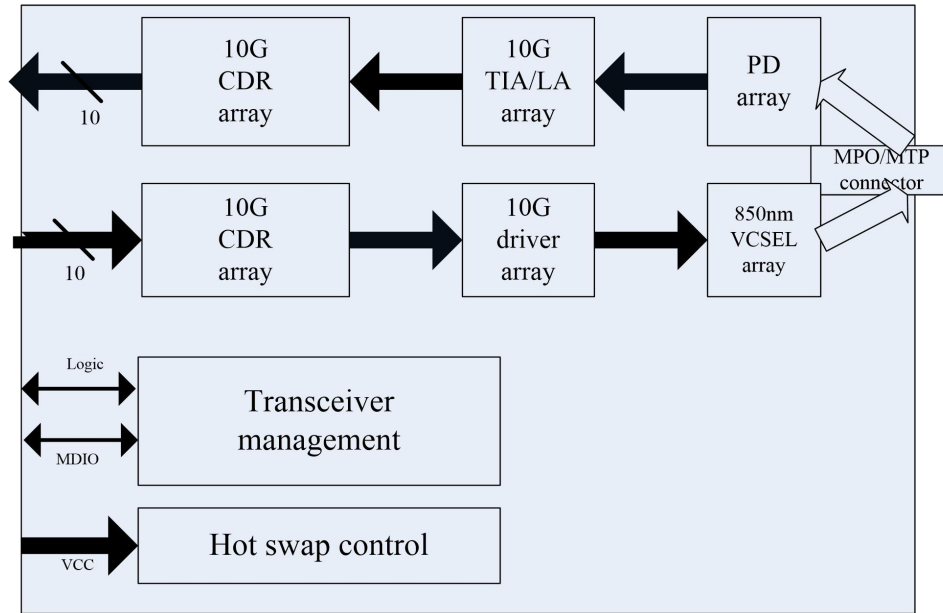 10G
CDR
array
10G
TIA/LA
array
PD
array
10
MPO/MTP
connector
10G
CDR
array
10G
driver
array
850nm
VCSEL
array
10
Logic
Transceiver
management
MDIO
Hot swap control
VCC